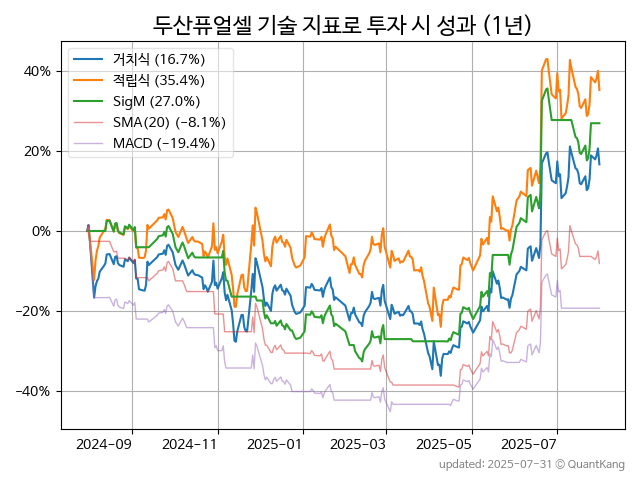 두산퓨얼셀 기술 지표로 투자 시 성과 (1년)
거치식 (16.7%)
적립식 (35.4%)
SigM (27.0%)
SMA(20) (−8.1%)
MACD (−19.4%)
40%
20%
0%
−20%
−40%
2024-09 2024-11 2025-01 2025-03 2025-05 2025-07
updated: 2025-07-31 © QuantKang